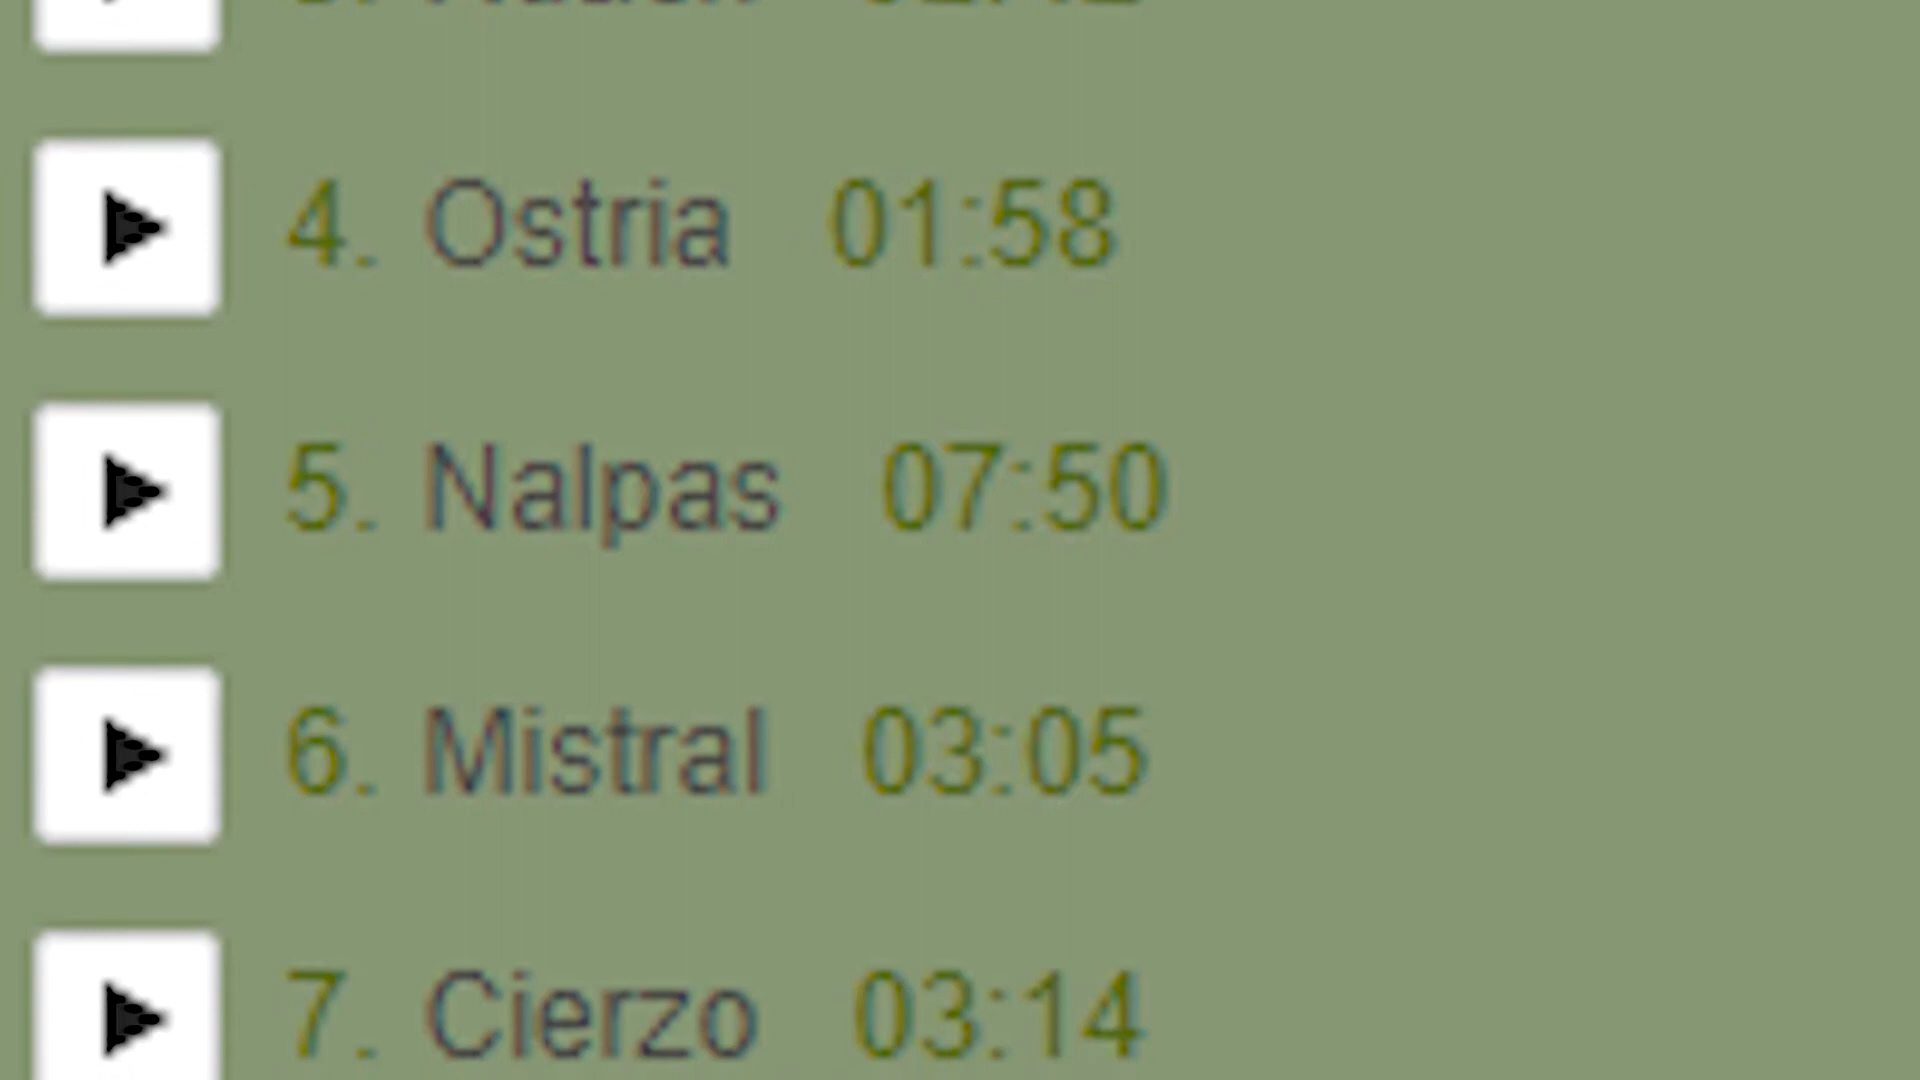 4. Ostria 01:58
5. Nalpas 07:50
6. Mistral 03:05
7. Cierzo 03:14